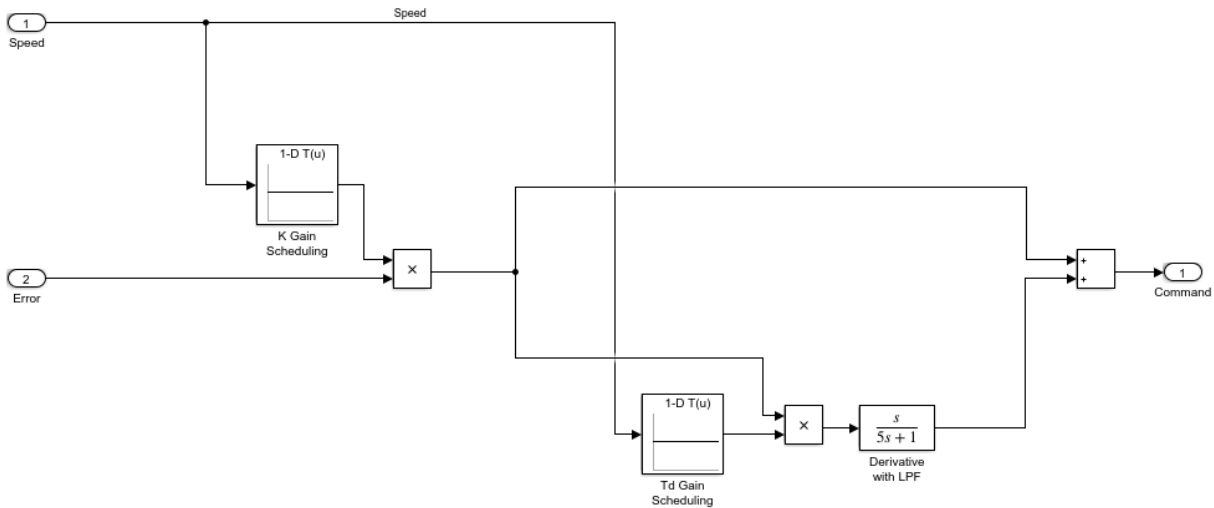 1
Speed
Speed
1-D T(u)
K Gain
Scheduling
×
2
Error
+
+
1
Command
1-D T(u)
Td Gain
Scheduling
×
s
5s + 1
Derivative
with LPF